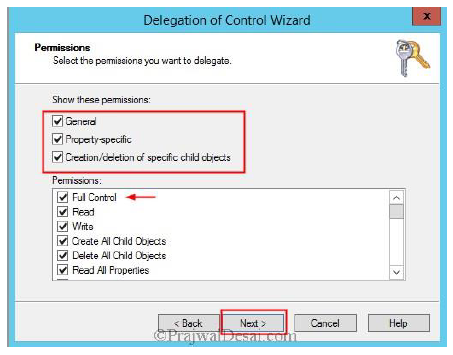 Delegation of Control Wizard
x
Permissions
Select the permissions you want to delegate.
Show these permissions:
General
Property-specific
Creation/deletion of specific child objects
Permissions:
Full Control
Read
Write
Create All Child Objects
Delete All Child Objects
Read All Properties
< Back Next > Cancel Help
©PrajwalDesai.com